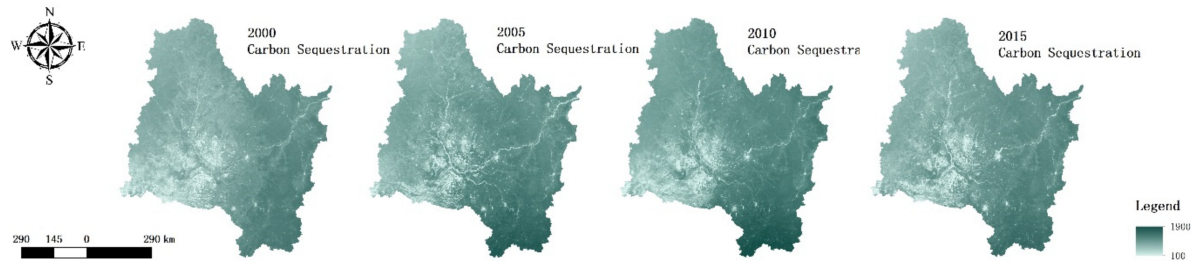 N
W E
S
2000
Carbon Sequestration
2005
Carbon Sequestration
2010
Carbon Sequestra
2015
Carbon Sequestration
290 145 0 290 km
Legend
1900
100